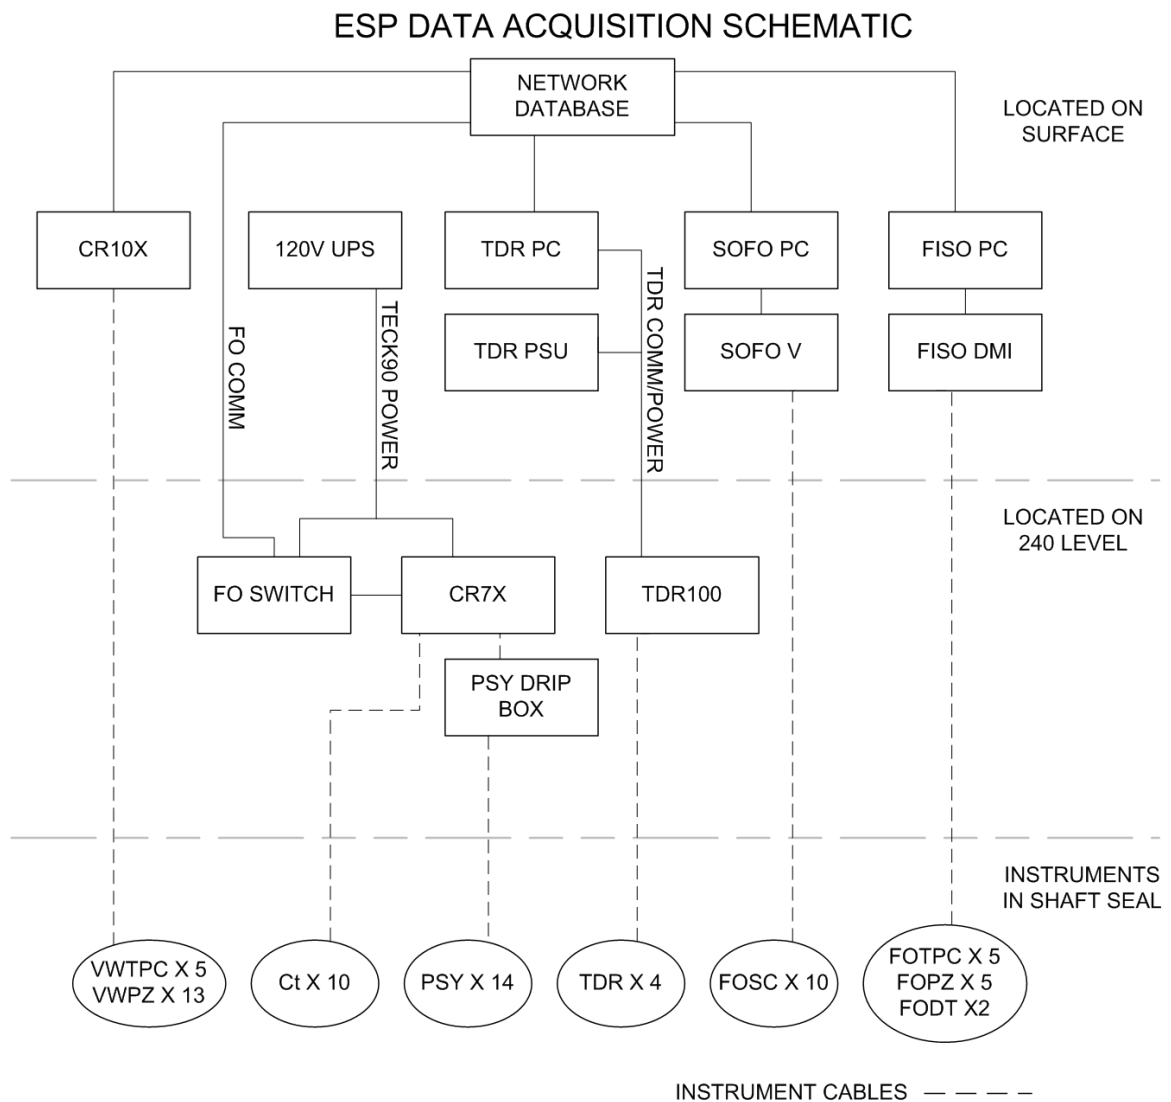 ESP DATA ACQUISITION SCHEMATIC
NETWORK
DATABASE
LOCATED ON
SURFACE
CR10X
120V UPS
TDR PC
SOFO PC
FISO PC
FO COMM
TECK90 POWER
TDR PSU
TDR COMM/POWER
SOFO V
FISO DMI
LOCATED ON
240 LEVEL
FO SWITCH
CR7X
TDR100
PSY DRIP
BOX
INSTRUMENTS
IN SHAFT SEAL
VWTPC X 5
VWPZ X 13
Ct X 10
PSY X 14
TDR X 4
FOSC X 10
FOTPC X 5
FOPZ X 5
FODT X2
INSTRUMENT CABLES